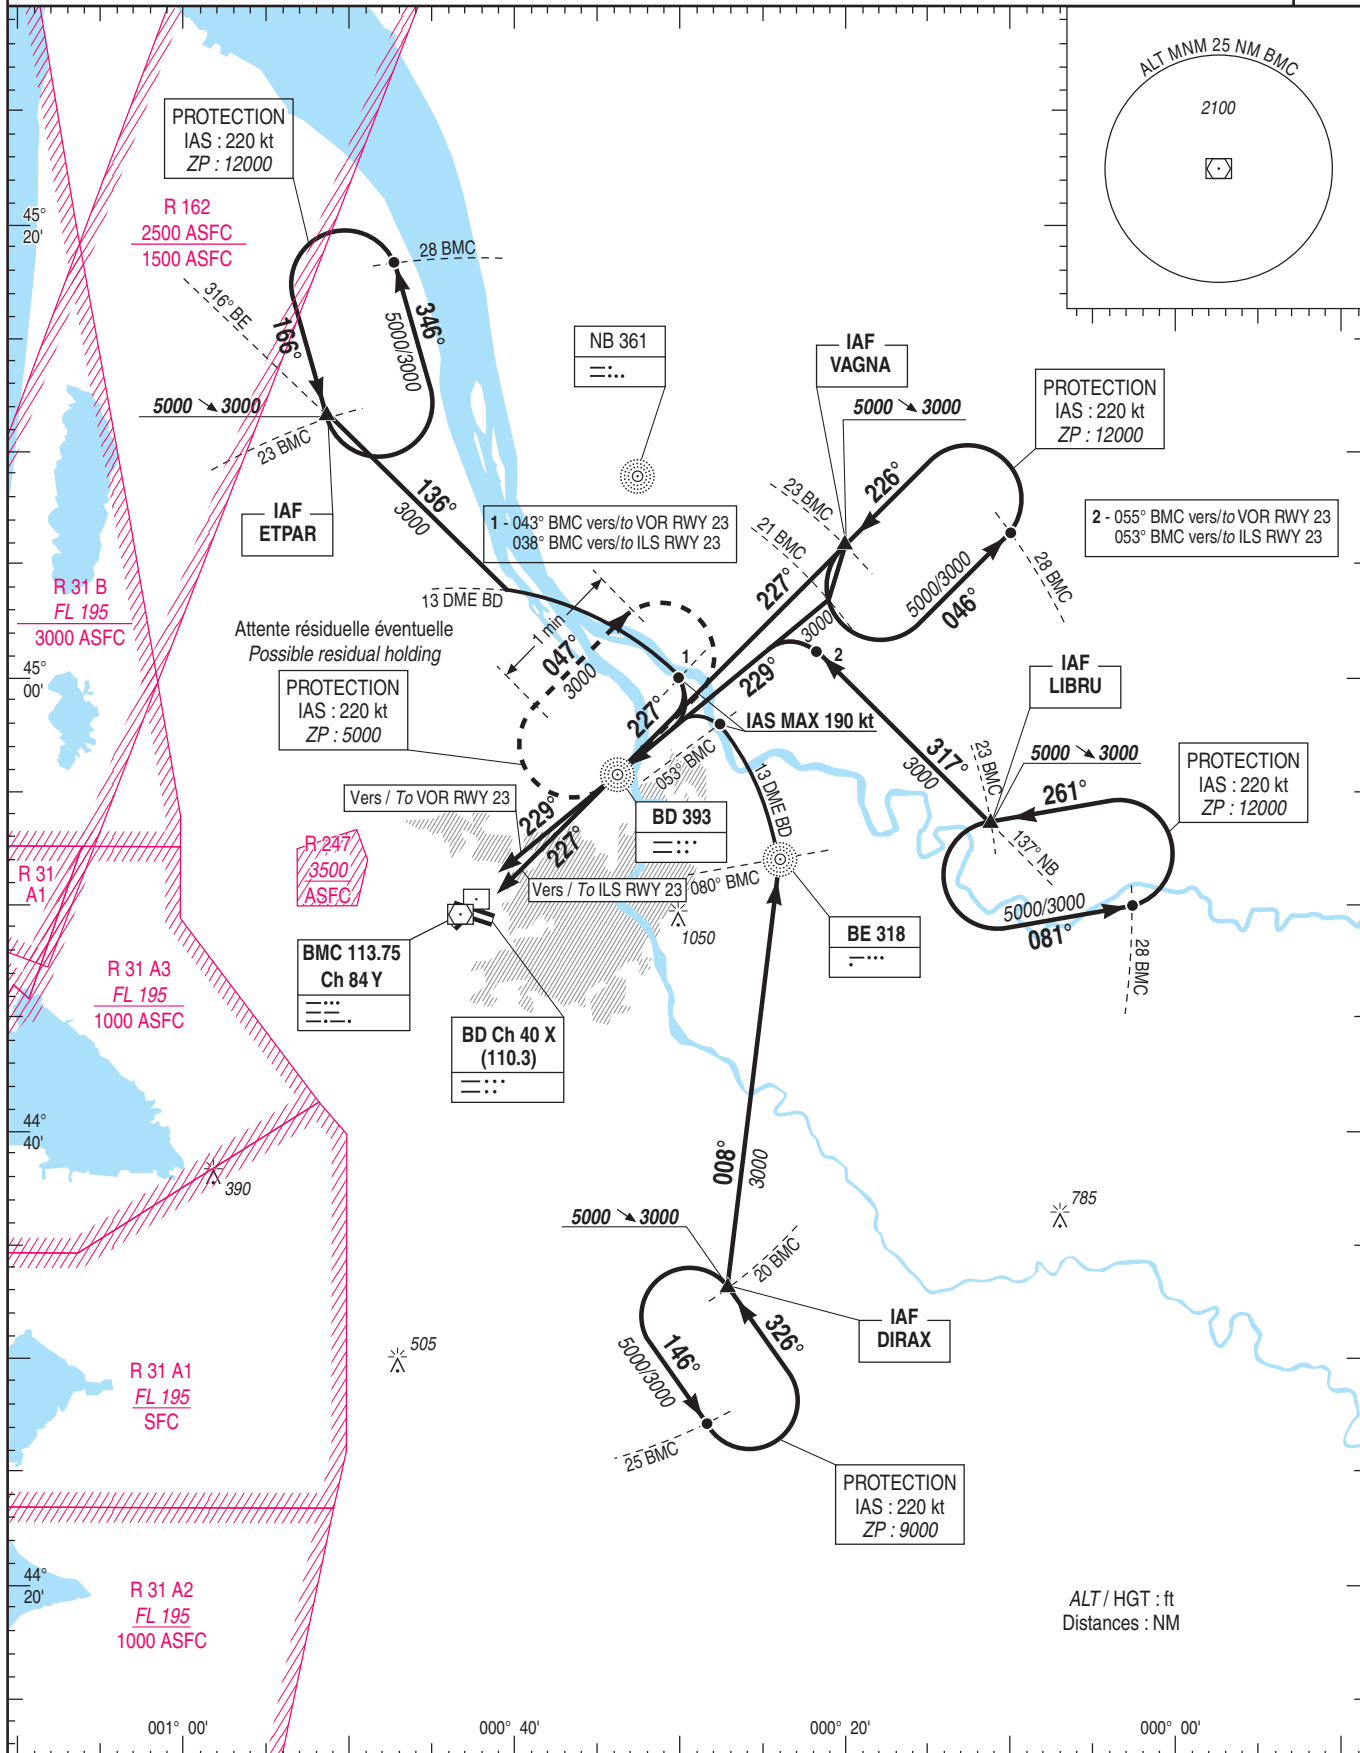 ALT MNM 25 NM BMC
2100
PROTECTION
IAS : 220 kt
ZP : 12000
R 162
2500 ASFC
1500 ASFC
45°
20'
28 BMC
316° BE
166°
346°
5000/3000
5000 ↘ 3000
23 BMC
IAF
ETPAR
136°
3000
NB 361
IAF
VAGNA
5000 ↘ 3000
PROTECTION
IAS : 220 kt
ZP : 12000
226°
23 BMC
21 BMC
1 - 043° BMC vers/to VOR RWY 23
038° BMC vers/to ILS RWY 23
2 - 055° BMC vers/to VOR RWY 23
053° BMC vers/to ILS RWY 23
28 BMC
5000/3000
046°
227°
3000
R 31 B
FL 195
3000 ASFC
13 DME BD
Attente résiduelle éventuelle
Possible residual holding
1 min
047°
3000
1
2
229°
45°
00'
PROTECTION
IAS : 220 kt
ZP : 5000
227°
IAS MAX 190 kt
IAF
LIBRU
317°
3000
23 BMC
5000 ↘ 3000
261°
PROTECTION
IAS : 220 kt
ZP : 12000
053° BMC
13 DME BD
Vers / To VOR RWY 23
229°
227°
BD 393
137° NB
R 247
3500
ASFC
R 31
A1
Vers / To ILS RWY 23
080° BMC
5000/3000
081°
28 BMC
1050
BE 318
BMC 113.75
Ch 84 Y
R 31 A3
FL 195
1000 ASFC
BD Ch 40 X
(110.3)
44°
40'
390
008°
3000
785
5000 ↘ 3000
20 BMC
IAF
DIRAX
326°
146°
5000/3000
505
R 31 A1
FL 195
SFC
25 BMC
PROTECTION
IAS : 220 kt
ZP : 9000
44°
20'
R 31 A2
FL 195
1000 ASFC
ALT / HGT : ft
Distances : NM
001° 00'
000° 40'
000° 20'
000° 00'